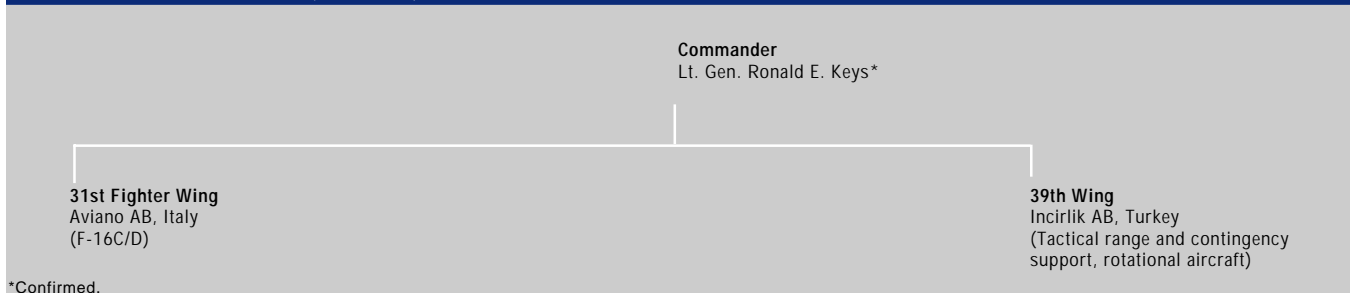 Commander
Lt. Gen. Ronald E. Keys*
31st Fighter Wing
Aviano AB, Italy
(F-16C/D)
39th Wing
Incirlik AB, Turkey
(Tactical range and contingency
support, rotational aircraft)
*Confirmed.